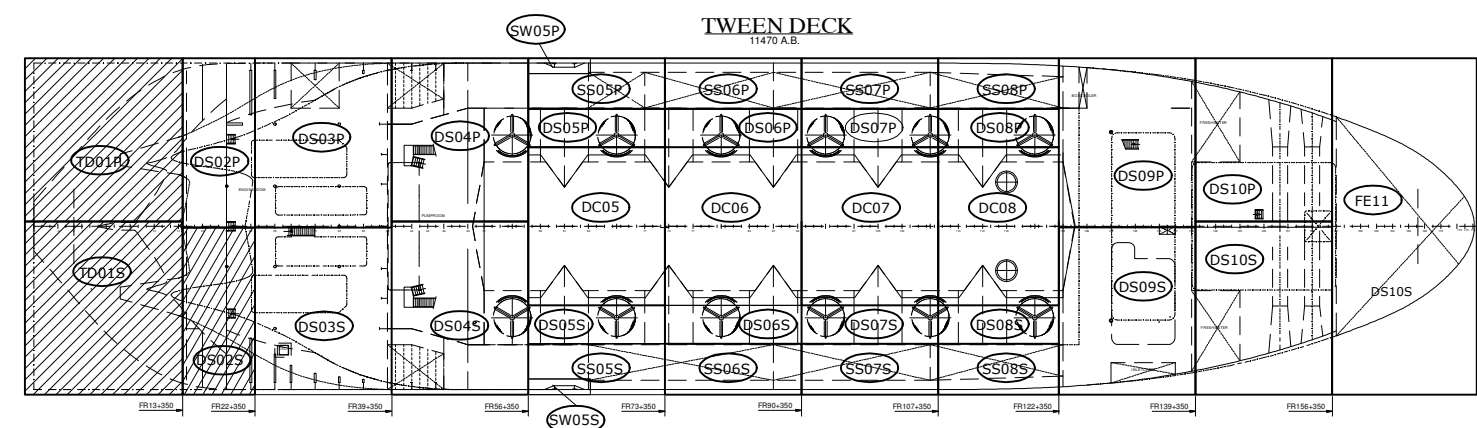 TWEEN DECK
11470 A.B.
SW05P
SS05P
SS06P
SS07P
SS08P
DS05P
DS06P
DS07P
DS08P
DS03P
DS04P
TD01P
DS02P
DS09P
DS10P
FE11
DC05
DC06
DC07
DC08
PUMPROOM
TD01S
DS10S
DS09S
DS10S
DS03S
DS04S
DS05S
DS06S
DS07S
DS08S
DS02S
SS05S
SS06S
SS07S
SS08S
FR13+350
FR22+350
FR39+350
FR56+350
FR73+350
FR90+350
FR107+350
FR122+350
FR139+350
FR156+350
SW05S